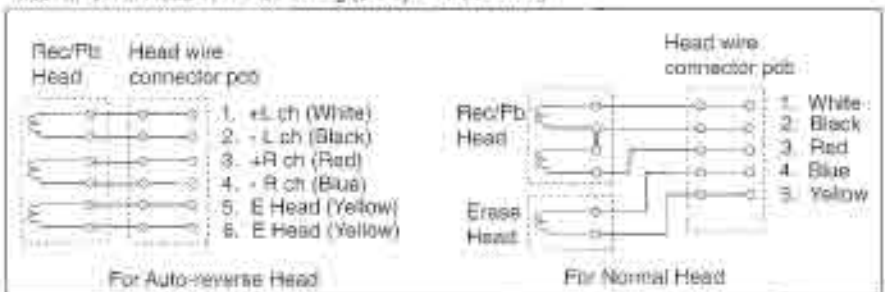 Rec/Pb Head wire
Head connector pcb
1. +L ch (White)
2. - L ch (Black)
3. +R ch (Red)
4. - R ch (Blue)
5. E Head (Yellow)
6. E Head (Yellow)
For Auto-reverse Head
Head wire
connector pcb
Rec/Pb
Head
Erase
Head
1. White
2. Black
3. Red
4. Blue
5. Yellow
For Normal Head